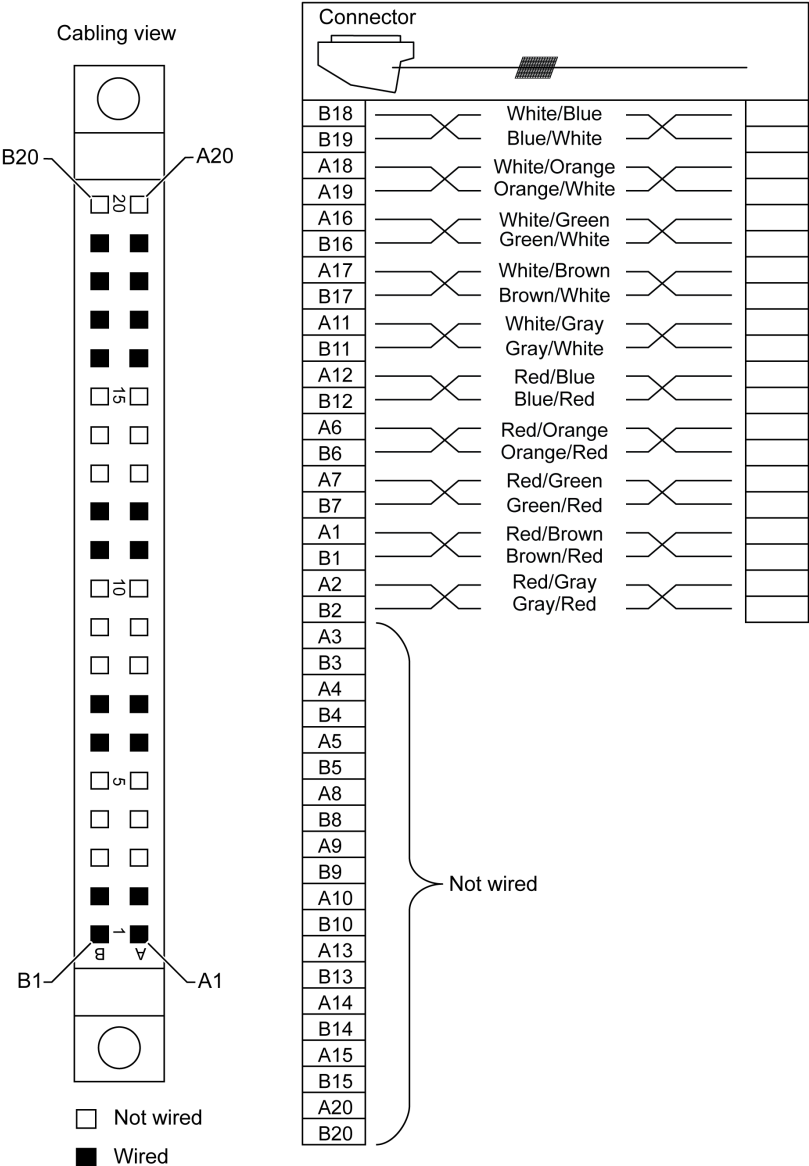 Cabling view
B20
A20
20
15
10
5
1
B
A
B1
A1
Not wired
Wired
Connector
B18
White/Blue
B19
Blue/White
A18
White/Orange
A19
Orange/White
A16
White/Green
B16
Green/White
A17
White/Brown
B17
Brown/White
A11
White/Gray
B11
Gray/White
A12
Red/Blue
B12
Blue/Red
A6
Red/Orange
B6
Orange/Red
A7
Red/Green
B7
Green/Red
A1
Red/Brown
B1
Brown/Red
A2
Red/Gray
B2
Gray/Red
A3
B3
A4
B4
A5
B5
A8
B8
A9
B9
A10
B10
A13
B13
A14
B14
A15
B15
A20
B20
Not wired